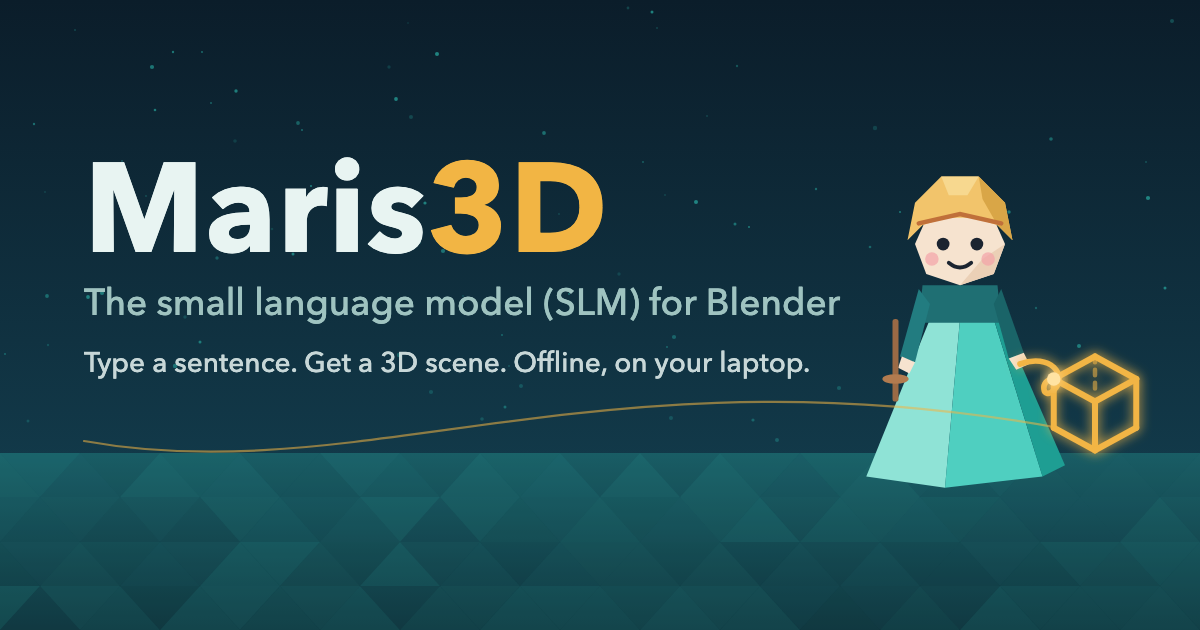 Maris3D
The small language model (SLM) for Blender
Type a sentence. Get a 3D scene. Offline, on your laptop.